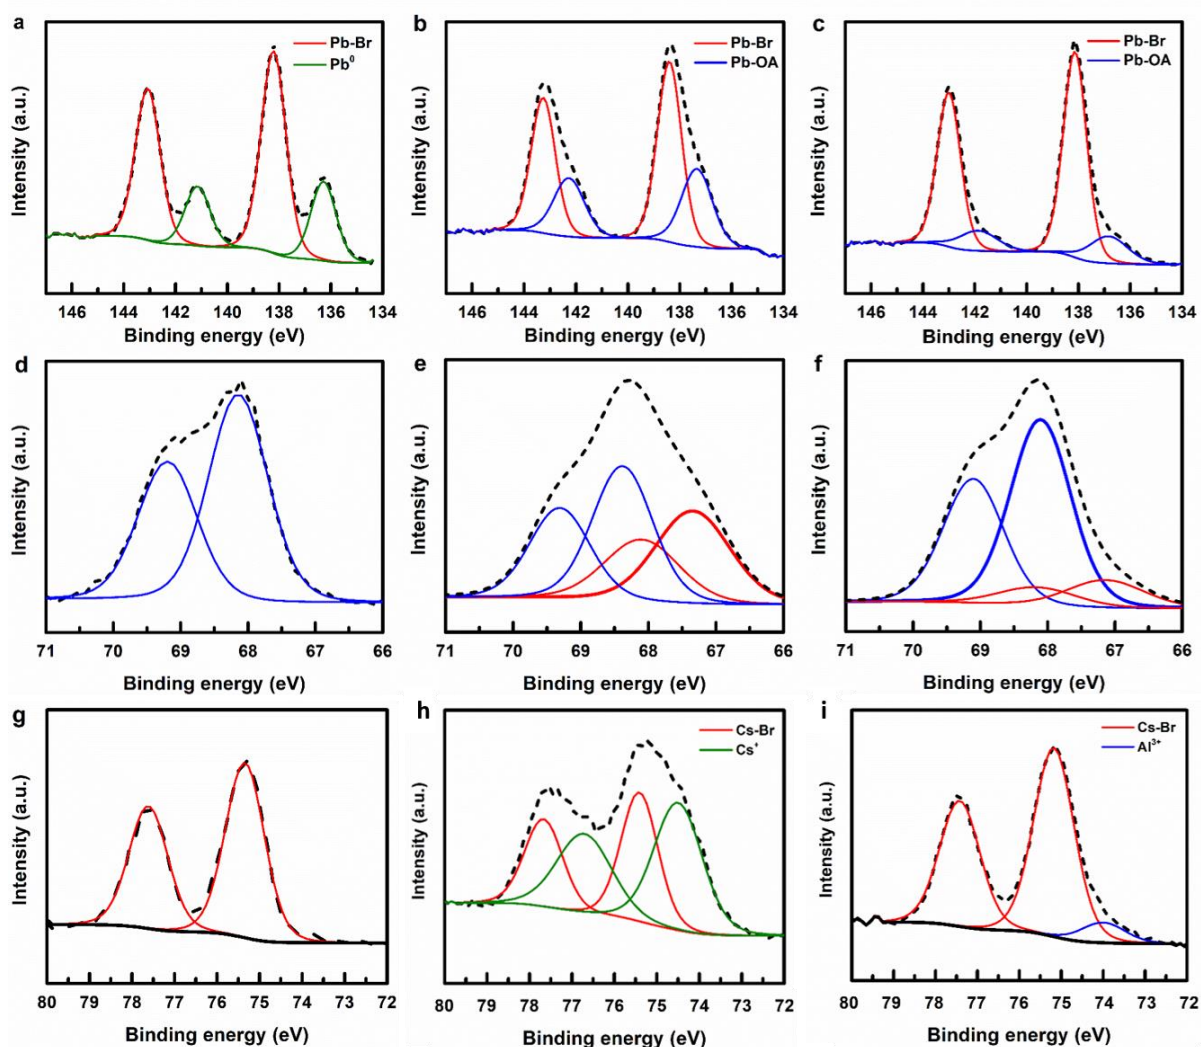 a
Pb-Br
Pb⁰
Intensity (a.u.)
146 144 142 140 138 136 134
Binding energy (eV)
b
Pb-Br
Pb-OA
Intensity (a.u.)
146 144 142 140 138 136 134
Binding energy (eV)
c
Pb-Br
Pb-OA
Intensity (a.u.)
146 144 142 140 138 136 134
Binding energy (eV)
d
Intensity (a.u.)
71 70 69 68 67 66
Binding energy (eV)
e
Intensity (a.u.)
71 70 69 68 67 66
Binding energy (eV)
f
Intensity (a.u.)
71 70 69 68 67 66
Binding energy (eV)
g
Intensity (a.u.)
80 79 78 77 76 75 74 73 72
Binding energy (eV)
h
Cs-Br
Cs⁺
Intensity (a.u.)
80 79 78 77 76 75 74 73 72
Binding energy (eV)
i
Cs-Br
Al³⁺
Intensity (a.u.)
80 79 78 77 76 75 74 73 72
Binding energy (eV)